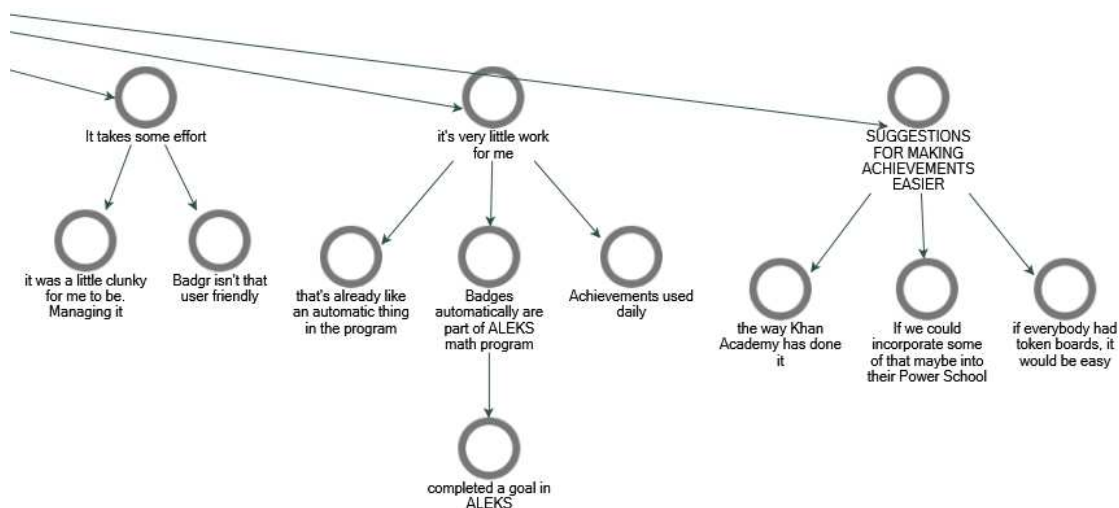 It takes some effort
it's very little work
for me
SUGGESTIONS
FOR MAKING
ACHIEVEMENTS
EASIER
it was a little clunky
for me to be.
Managing it
Badgr isn't that
user friendly
that's already like
an automatic thing
in the program
Badges
automatically are
part of ALEKS
math program
Achievements used
daily
the way Khan
Academy has done
it
If we could
incorporate some
of that maybe into
their Power School
if everybody had
token boards, it
would be easy
completed a goal in
ALEKS